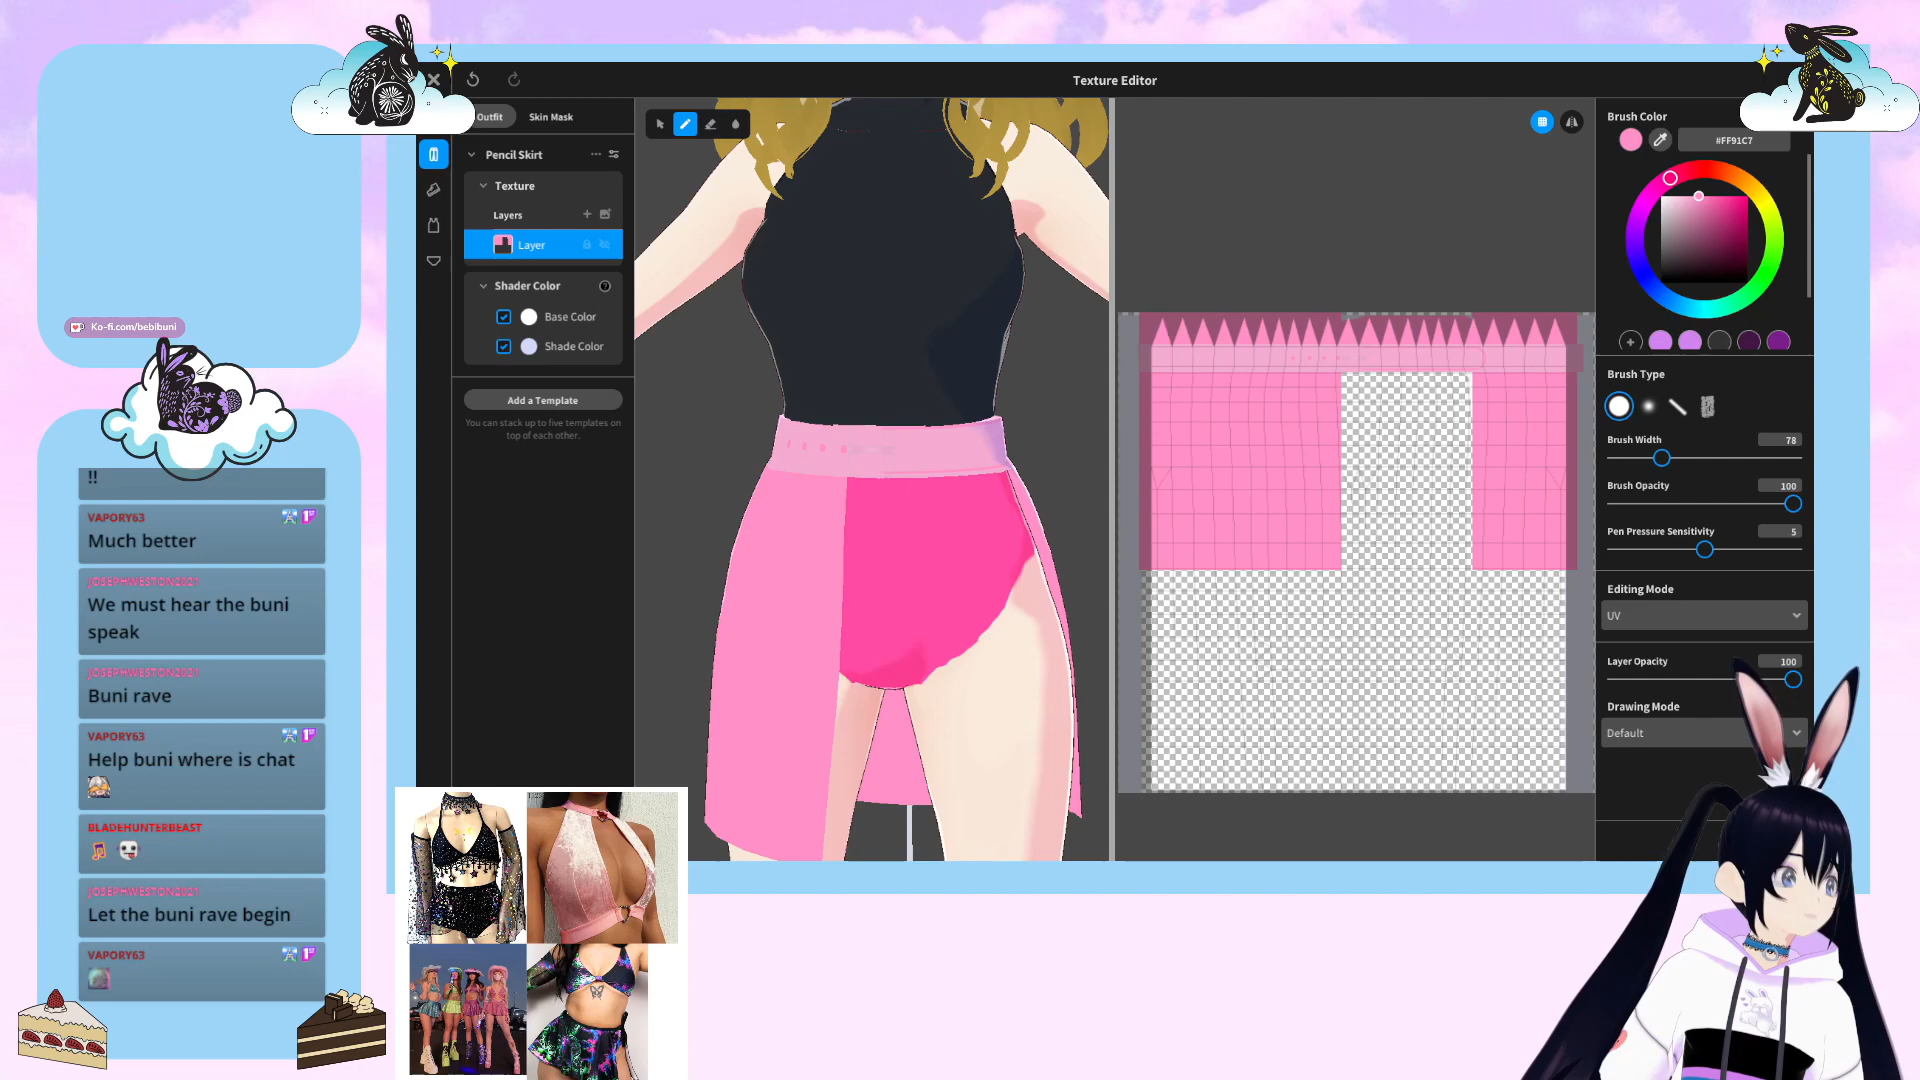 Texture Editor
Outfit
Skin Mask
Pencil Skirt
Texture
Layers
Layer
Shader Color
Base Color
Shade Color
Add a Template
You can stack up to five templates on
top of each other.
Brush Color
#FF91C7
Brush Type
Brush Width
78
Brush Opacity
100
Pen Pressure Sensitivity
5
Editing Mode
UV
Layer Opacity
100
Drawing Mode
Default
Ko-fi.com/bebibuni
!!
VAPORY63
Much better
JOSEPHWESTON2021
We must hear the buni
speak
JOSEPHWESTON2021
Buni rave
VAPORY63
Help buni where is chat
BLADEHUNTERBEAST
JOSEPHWESTON2021
Let the buni rave begin
VAPORY63